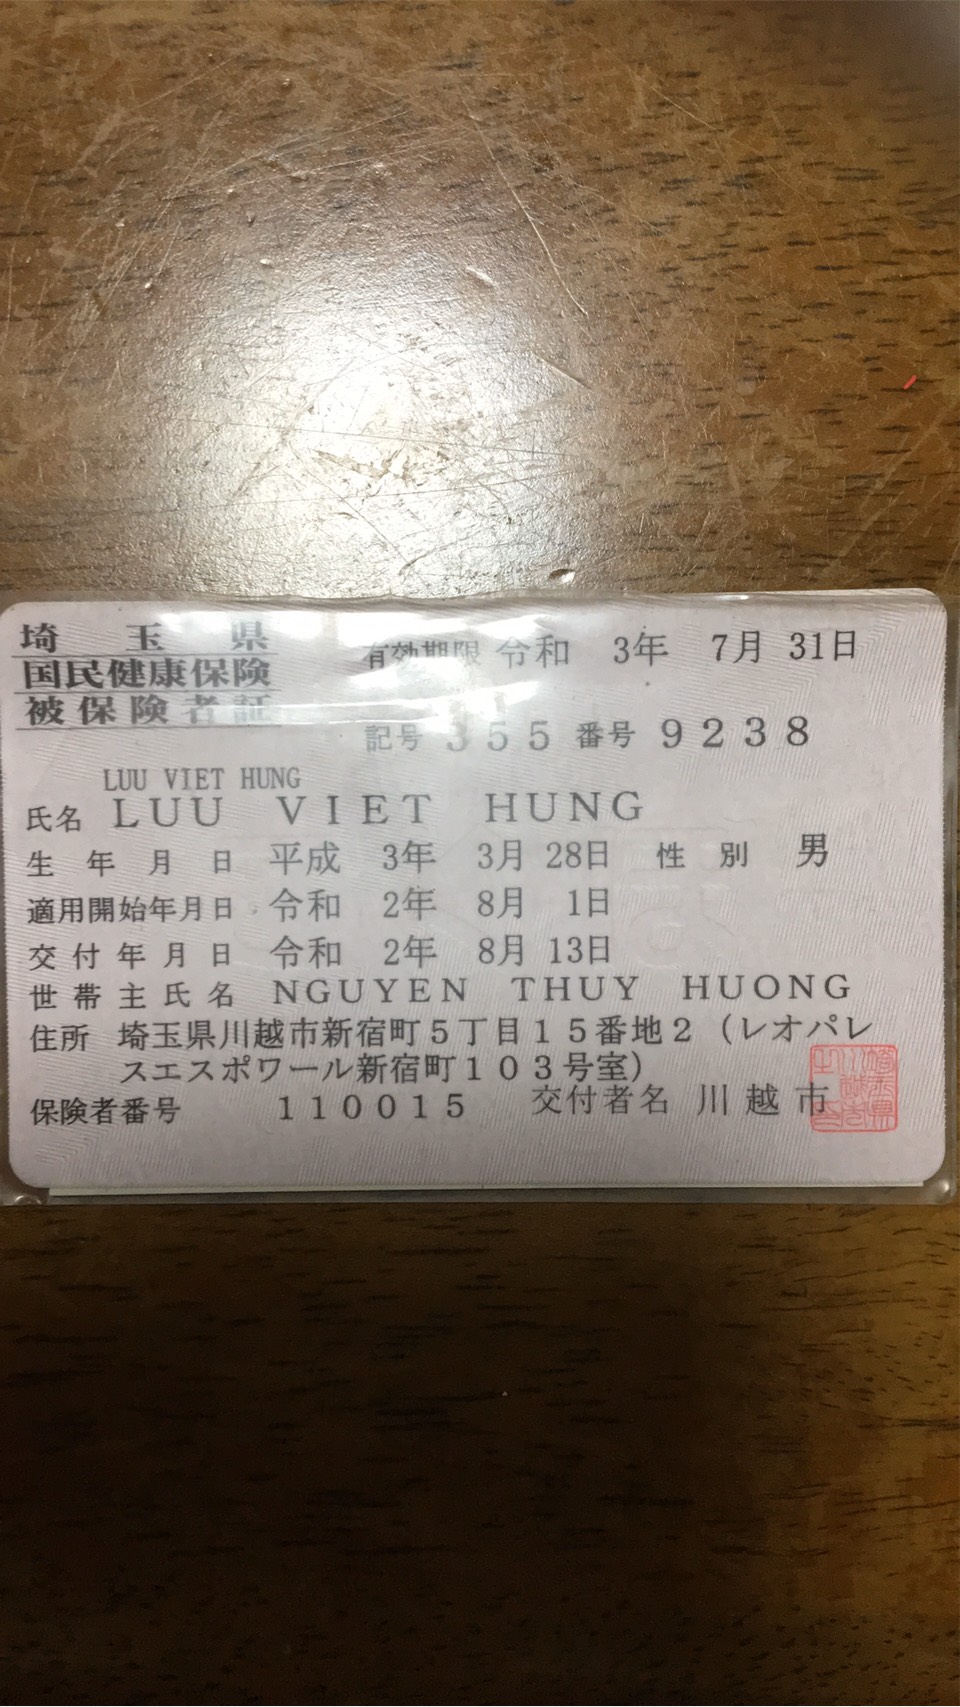 埼玉県
国民健康保険
被保険者証
有効期限 令和 3年 7月 31日
記号 355 番号 9238
LUU VIET HUNG
氏名 LUU VIET HUNG
生年月日 平成 3年 3月 28日 性別 男
適用開始年月日 令和 2年 8月 1日
交付年月日 令和 2年 8月 13日
世帯主氏名 NGUYEN THUY HUONG
住所 埼玉県川越市新宿町5丁目15番地2(レオパレ
スエスポワール新宿町103号室)
保険者番号 110015 交付者名 川越市